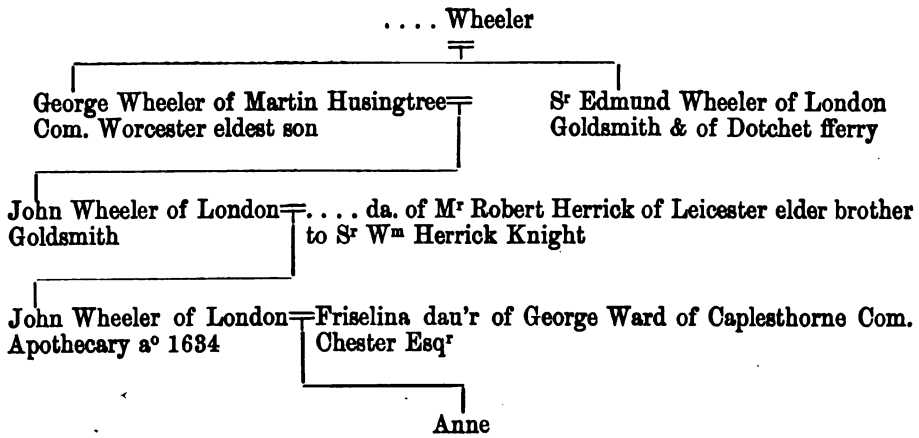 .... Wheeler
George Wheeler of Martin Husingtree
Com. Worcester eldest son
Sr Edmund Wheeler of London
Goldsmith & of Dotchet fferry
John Wheeler of London
Goldsmith
.... da. of Mr Robert Herrick of Leicester elder brother
to Sr Wm Herrick Knight
John Wheeler of London
Apothecary ao 1634
Friselina dau'r of George Ward of Caplesthorne Com.
Chester Esqr
Anne